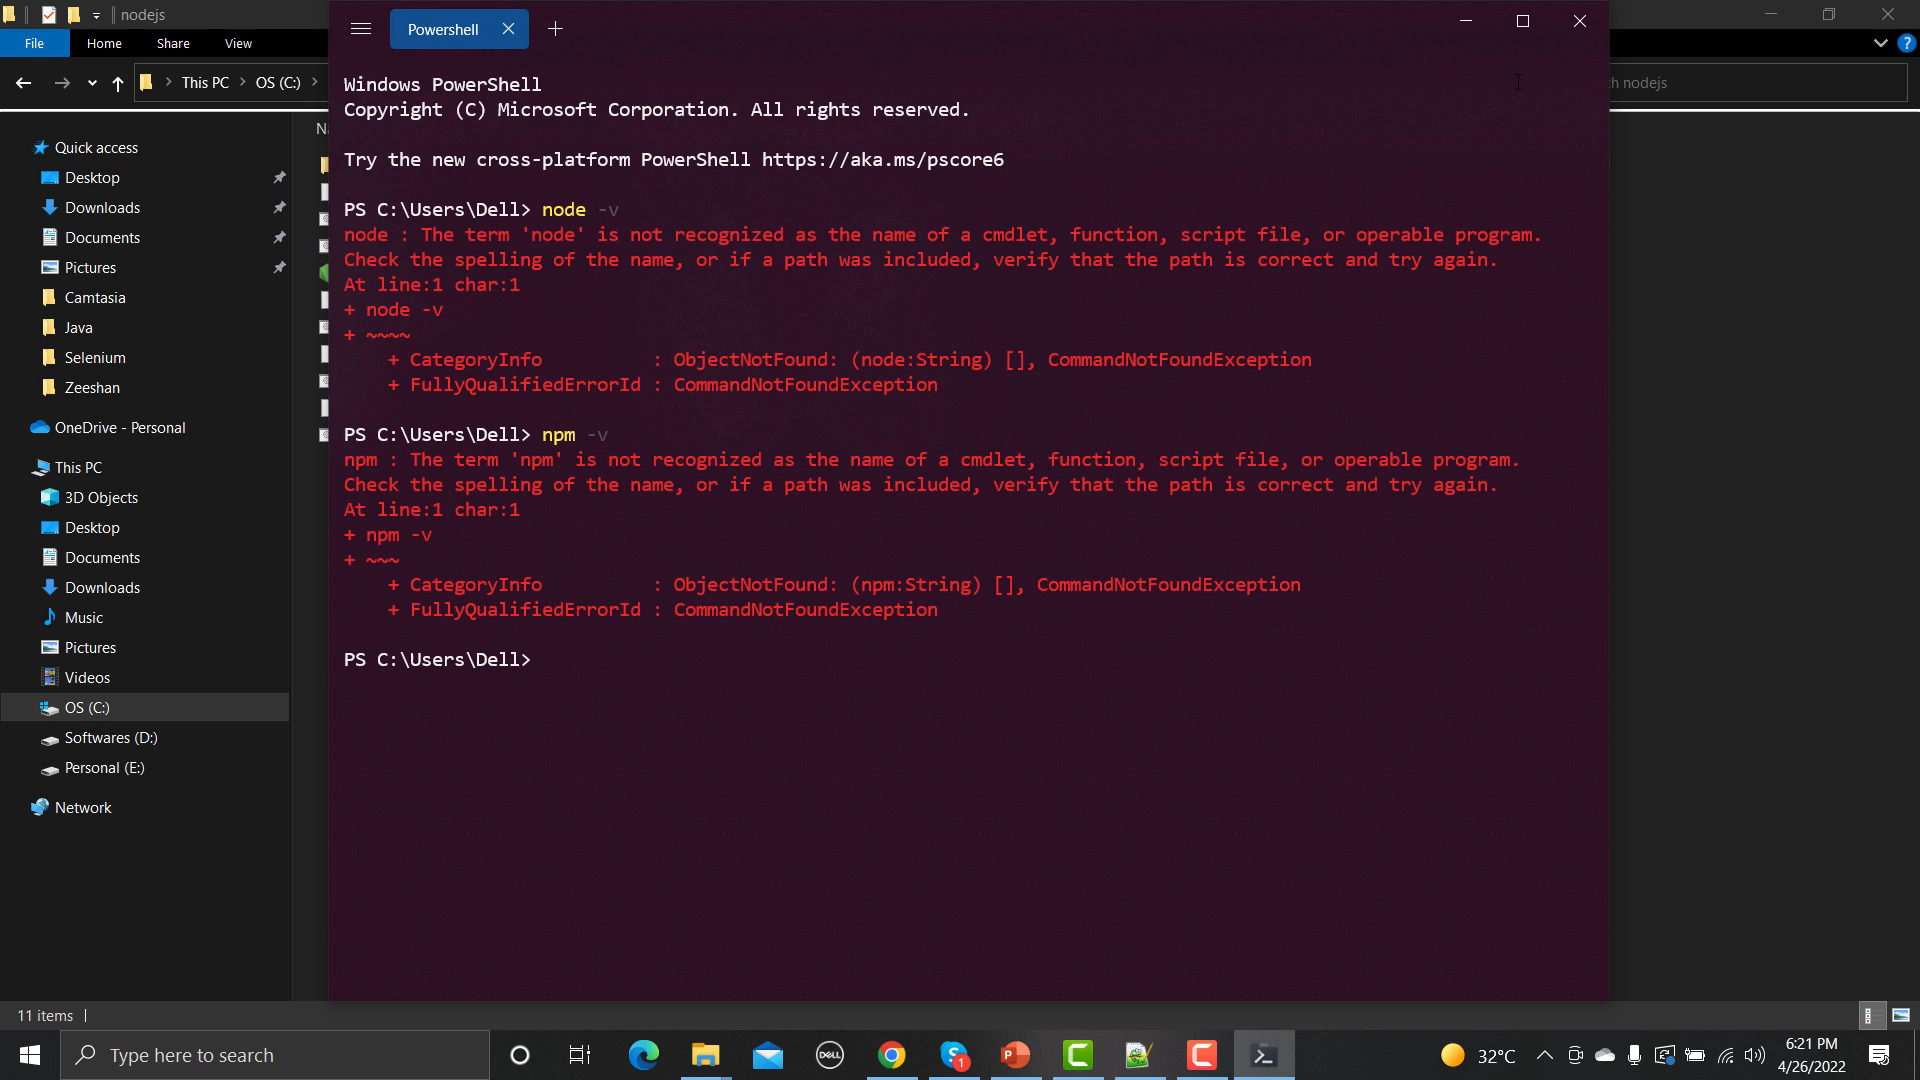 nodejs
File Home Share View
This PC OS (C:)
nodejs
Quick access
Desktop
Downloads
Documents
Pictures
Camtasia
Java
Selenium
Zeeshan
OneDrive - Personal
This PC
3D Objects
Desktop
Documents
Downloads
Music
Pictures
Videos
OS (C:)
Softwares (D:)
Personal (E:)
Network
11 items
Powershell
Windows PowerShell
Copyright (C) Microsoft Corporation. All rights reserved.
Try the new cross-platform PowerShell https://aka.ms/pscore6
PS C:\Users\Dell> node -v
node : The term 'node' is not recognized as the name of a cmdlet, function, script file, or operable program.
Check the spelling of the name, or if a path was included, verify that the path is correct and try again.
At line:1 char:1
+ node -v
+ ~~~~
+ CategoryInfo : ObjectNotFound: (node:String) [], CommandNotFoundException
+ FullyQualifiedErrorId : CommandNotFoundException
PS C:\Users\Dell> npm -v
npm : The term 'npm' is not recognized as the name of a cmdlet, function, script file, or operable program.
Check the spelling of the name, or if a path was included, verify that the path is correct and try again.
At line:1 char:1
+ npm -v
+ ~~~
+ CategoryInfo : ObjectNotFound: (npm:String) [], CommandNotFoundException
+ FullyQualifiedErrorId : CommandNotFoundException
PS C:\Users\Dell>
Type here to search
DELL
1
32°C
6:21 PM
4/26/2022